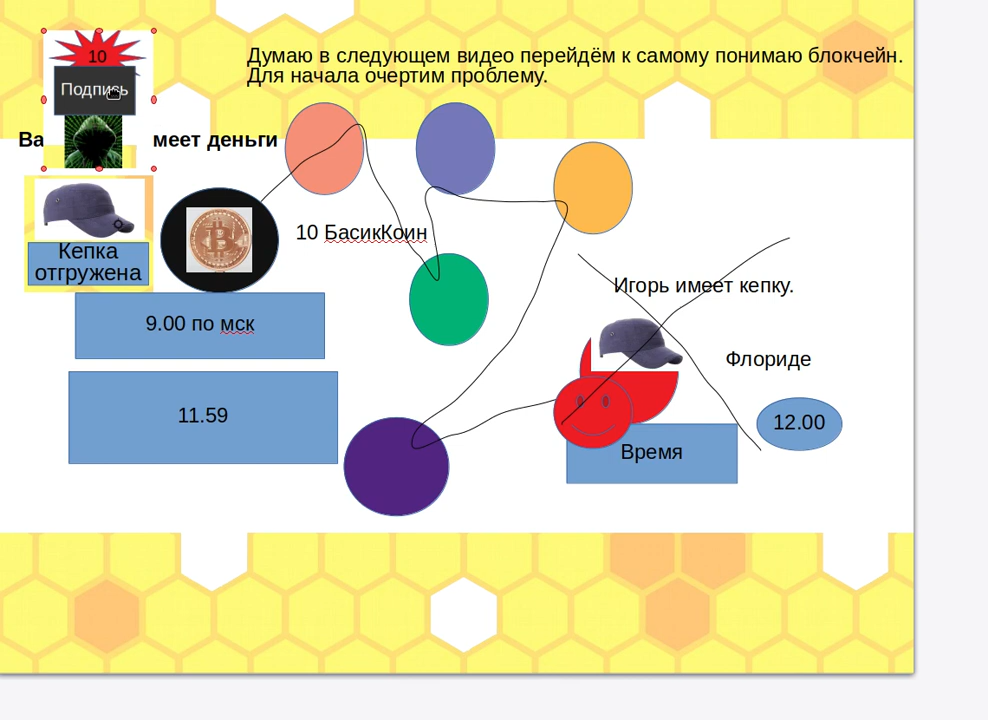 Думаю в следующем видео перейдём к самому понимаю блокчейн.
Для начала очертим проблему.
10
Подпись
Ва меет деньги
10 БасикКоин
Кепка
отгружена
Игорь имеет кепку.
9.00 по мск
Флориде
11.59
12.00
Время